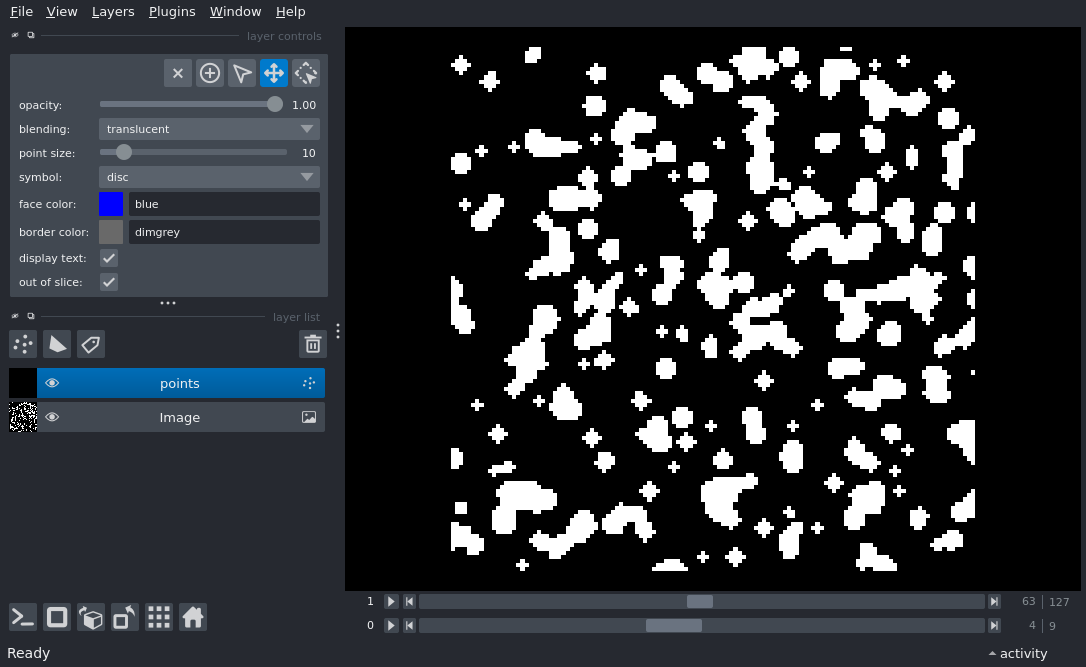 File View Layers Plugins Window Help
layer controls
opacity: 1.00
blending: translucent
point size: 10
symbol: disc
face color: blue
border color: dimgrey
display text:
out of slice:
layer list
points
Image
1 63 | 127
0 4 | 9
Ready activity